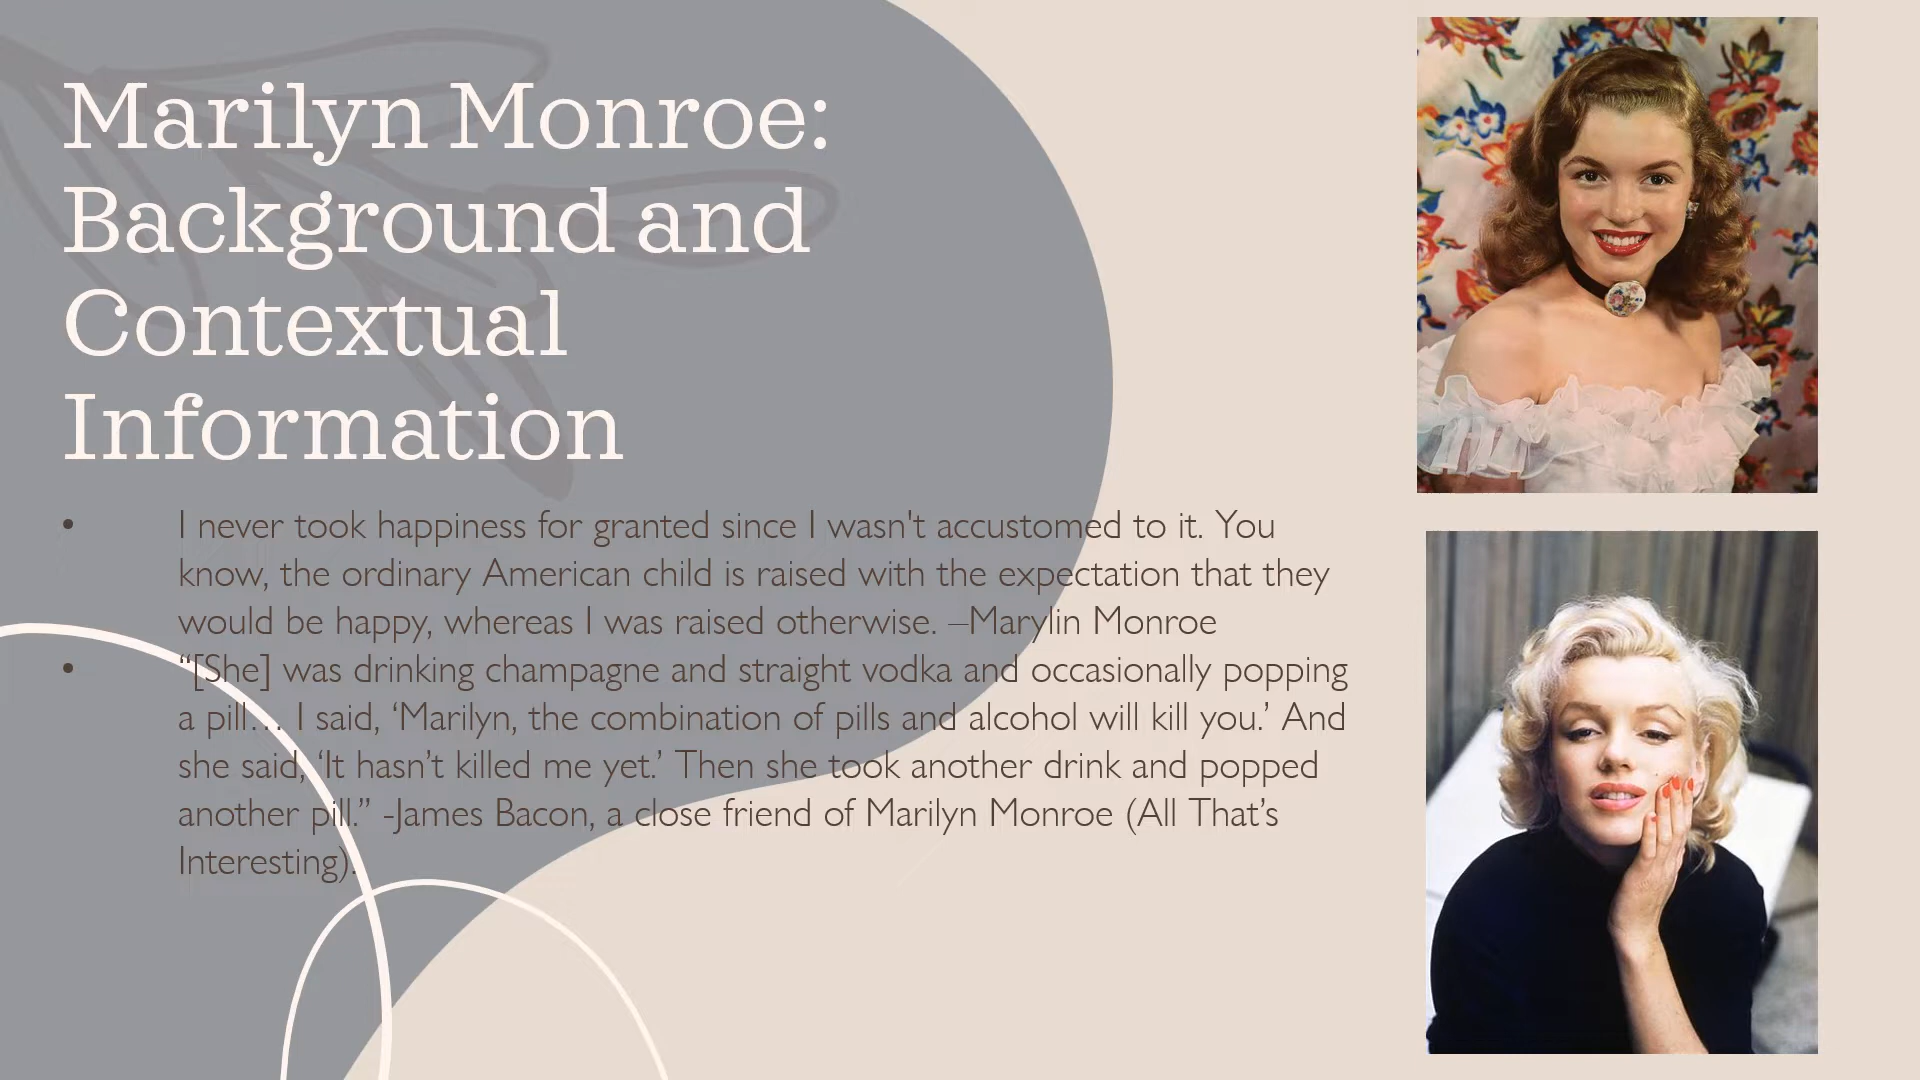 Marilyn Monroe:
Background and
Contextual
Information
• I never took happiness for granted since I wasn't accustomed to it. You
know, the ordinary American child is raised with the expectation that they
would be happy, whereas I was raised otherwise. –Marylin Monroe
• “[She] was drinking champagne and straight vodka and occasionally popping
a pill… I said, ‘Marilyn, the combination of pills and alcohol will kill you.’ And
she said, ‘It hasn’t killed me yet.’ Then she took another drink and popped
another pill.” -James Bacon, a close friend of Marilyn Monroe (All That’s
Interesting).